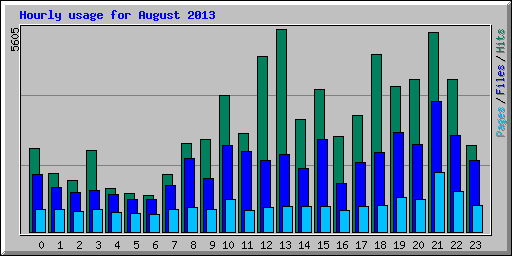 Hourly usage for August 2013
5605
Pages / Files / Hits
0 1 2 3 4 5 6 7 8 9 10 11 12 13 14 15 16 17 18 19 20 21 22 23